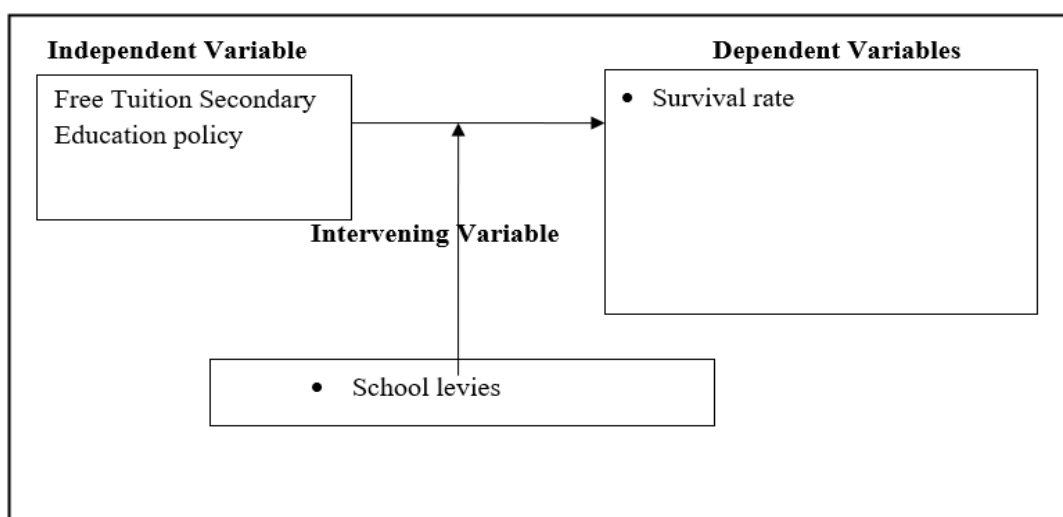 Independent Variable
Dependent Variables
Free Tuition Secondary
Education policy
• Survival rate
Intervening Variable
• School levies